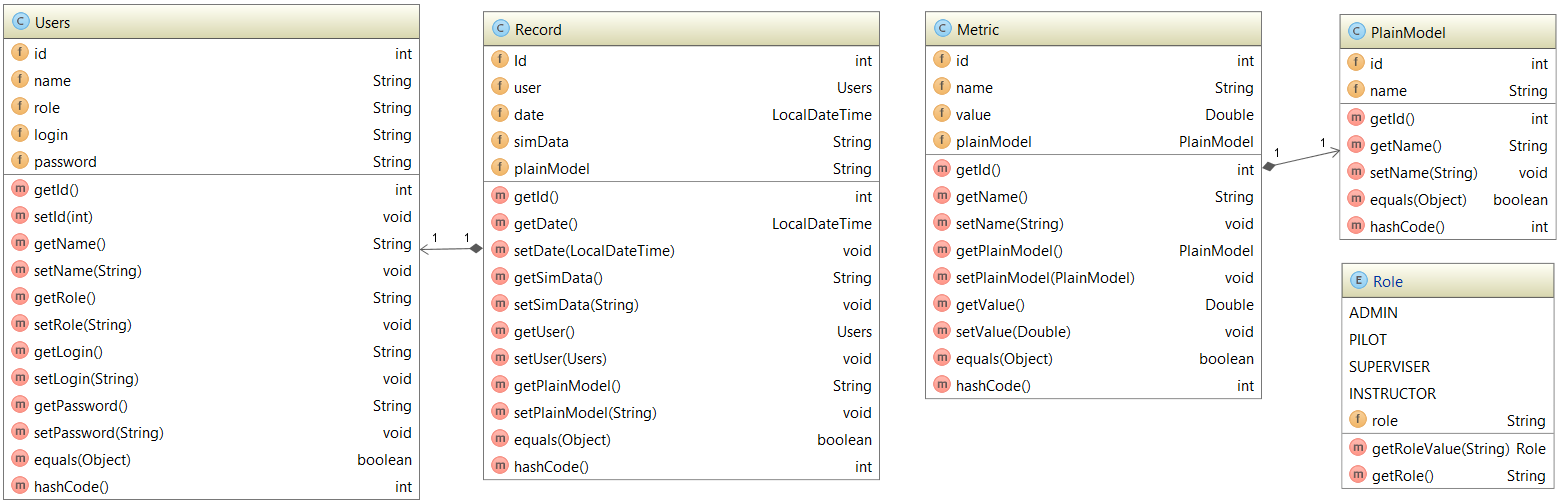 C Users
f id int
f name String
f role String
f login String
f password String
m getId() int
m setId(int) void
m getName() String
m setName(String) void
m getRole() String
m setRole(String) void
m getLogin() String
m setLogin(String) void
m getPassword() String
m setPassword(String) void
m equals(Object) boolean
m hashCode() int
1 1
C Record
f Id int
f user Users
f date LocalDateTime
f simData String
f plainModel String
m getId() int
m getDate() LocalDateTime
m setDate(LocalDateTime) void
m getSimData() String
m setSimData(String) void
m getUser() Users
m setUser(Users) void
m getPlainModel() String
m setPlainModel(String) void
m equals(Object) boolean
m hashCode() int
C Metric
f id int
f name String
f value Double
f plainModel PlainModel
m getId() int
m getName() String
m setName(String) void
m getPlainModel() PlainModel
m setPlainModel(PlainModel) void
m getValue() Double
m setValue(Double) void
m equals(Object) boolean
m hashCode() int
1 1
C PlainModel
f id int
f name String
m getId() int
m getName() String
m setName(String) void
m equals(Object) boolean
m hashCode() int
E Role
ADMIN
PILOT
SUPERVISER
INSTRUCTOR
f role String
m getRoleValue(String) Role
m getRole() String